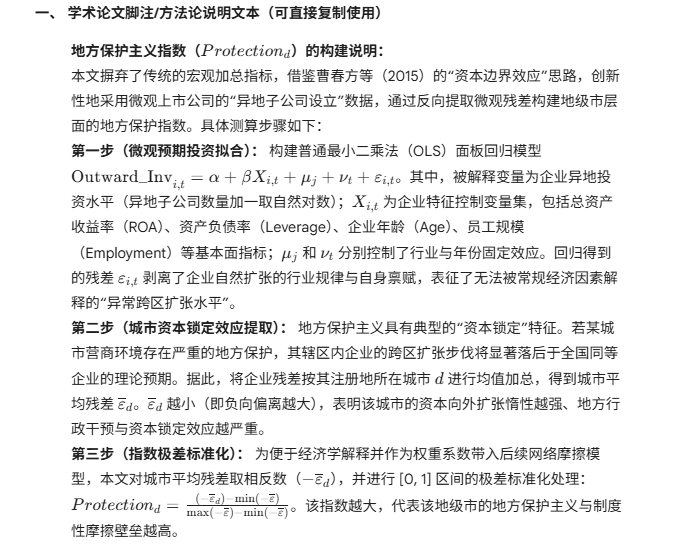 一、 学术论文脚注/方法论说明文本（可直接复制使用）
地方保护主义指数（Protection_d）的构建说明：
本文摒弃了传统的宏观加总指标，借鉴曹春方等（2015）的“资本边界效应”思路，创新
性地采用微观上市公司的“异地子公司设立”数据，通过反向提取微观残差构建地级市层
面的地方保护指数。具体测算步骤如下：
第一步（微观预期投资拟合）： 构建普通最小二乘法（OLS）面板回归模型
Outward_Inv_{i,t} = α + βX_{i,t} + μ_j + ν_t + ε_{i,t}。其中，被解释变量为企业异地投
资水平（异地子公司数量加一取自然对数）；X_{i,t} 为企业特征控制变量集，包括总资产
收益率（ROA）、资产负债率（Leverage）、企业年龄（Age）、员工规模
（Employment）等基本面指标；μ_j 和 ν_t 分别控制了行业与年份固定效应。回归得到
的残差 ε_{i,t} 剥离了企业自然扩张的行业规律与自身禀赋，表征了无法被常规经济因素解
释的“异常跨区扩张水平”。
第二步（城市资本锁定效应提取）： 地方保护主义具有典型的“资本锁定”特征。若某城
市营商环境存在严重的地方保护，其辖区内企业的跨区扩张步伐将显著落后于全国同等
企业的理论预期。据此，将企业残差按其注册地所在城市 d 进行均值加总，得到城市平
均残差 ε̅_d。ε̅_d 越小（即负向偏离越大），表明该城市的资本向外扩张惰性越强、地方行
政干预与资本锁定效应越严重。
第三步（指数极差标准化）： 为便于经济学解释并作为权重系数带入后续网络摩擦模
型，本文对城市平均残差取相反数（−ε̅_d），并进行 [0, 1] 区间的极差标准化处理：
Protection_d = \frac{(−ε̅_d)−min(−ε̅)}{max(−ε̅)−min(−ε̅)}。该指数越大，代表该地级市的地方保护主义与制度
性摩擦壁垒越高。